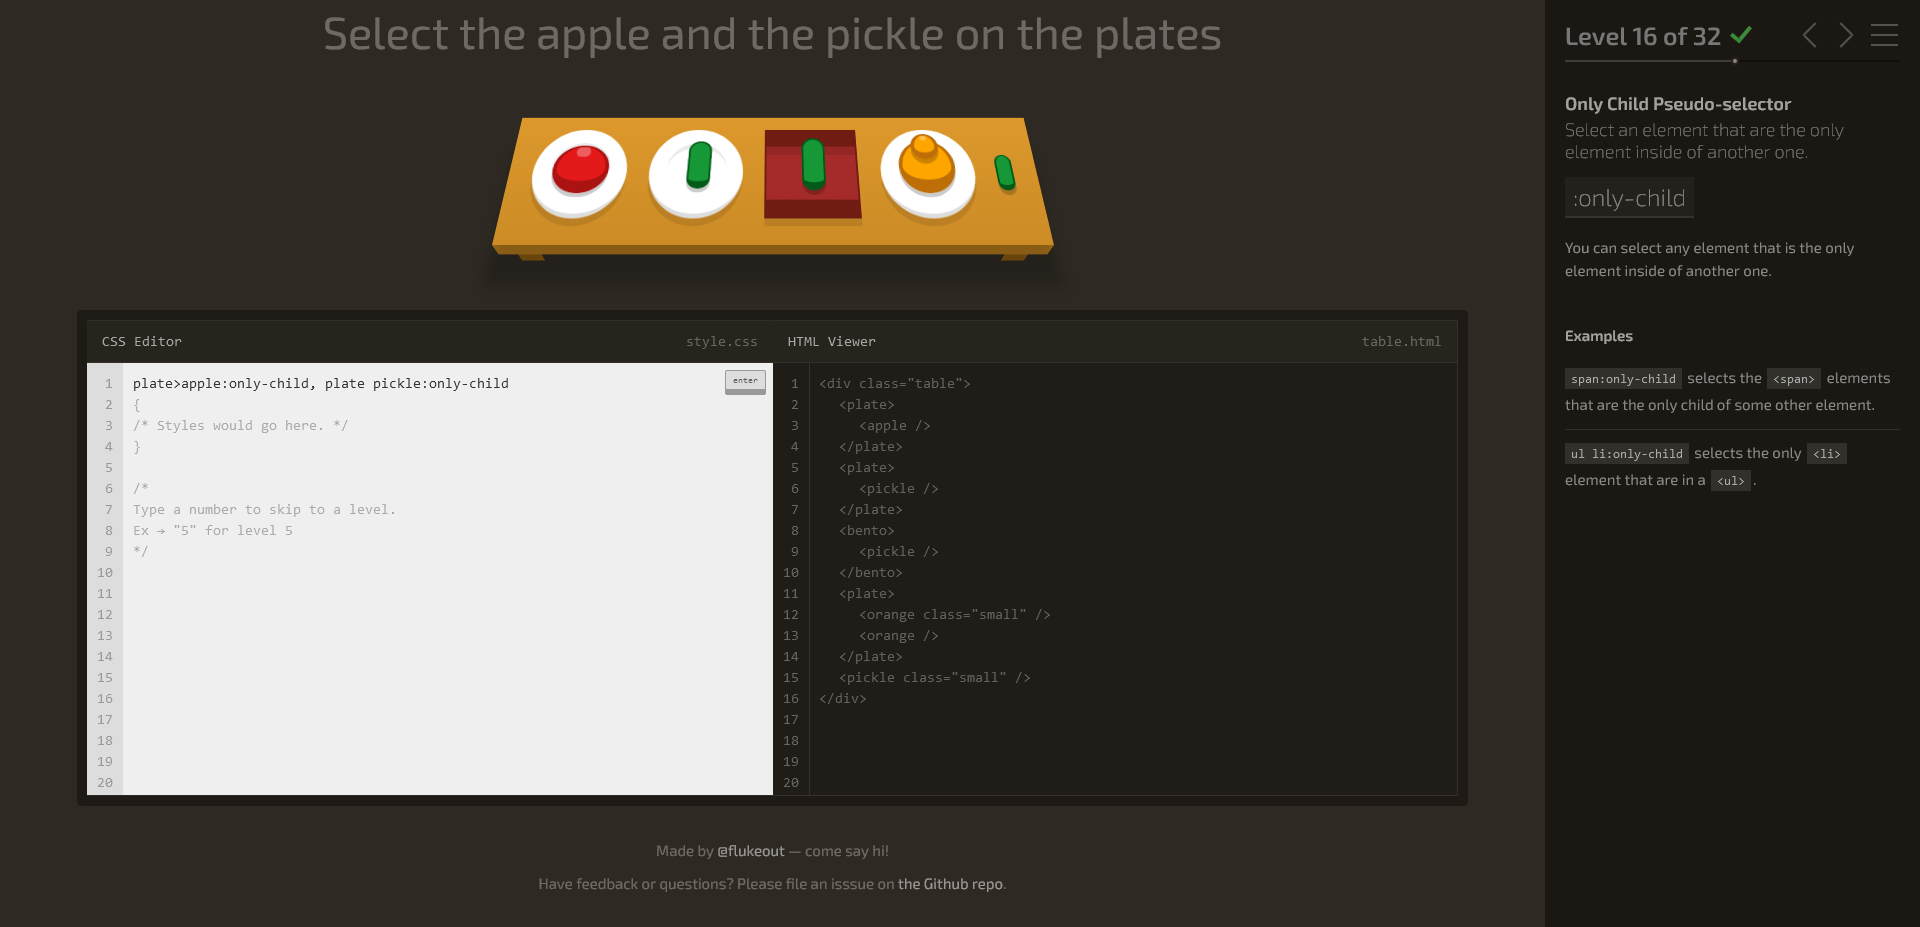 Select the apple and the pickle on the plates
CSS Editor style.css
1 plate>apple:only-child, plate pickle:only-child enter
2 {
3 /* Styles would go here. */
4 }
5
6 /*
7 Type a number to skip to a level.
8 Ex → "5" for level 5
9 */
10
11
12
13
14
15
16
17
18
19
20
HTML Viewer table.html
1 <div class="table">
2 <plate>
3 <apple />
4 </plate>
5 <plate>
6 <pickle />
7 </plate>
8 <bento>
9 <pickle />
10 </bento>
11 <plate>
12 <orange class="small" />
13 <orange />
14 </plate>
15 <pickle class="small" />
16 </div>
17
18
19
20
Made by @flukeout — come say hi!
Have feedback or questions? Please file an isssue on the Github repo.
Level 16 of 32
Only Child Pseudo-selector
Select an element that are the only
element inside of another one.
:only-child
You can select any element that is the only
element inside of another one.
Examples
span:only-child selects the <span> elements
that are the only child of some other element.
ul li:only-child selects the only <li>
element that are in a <ul>.